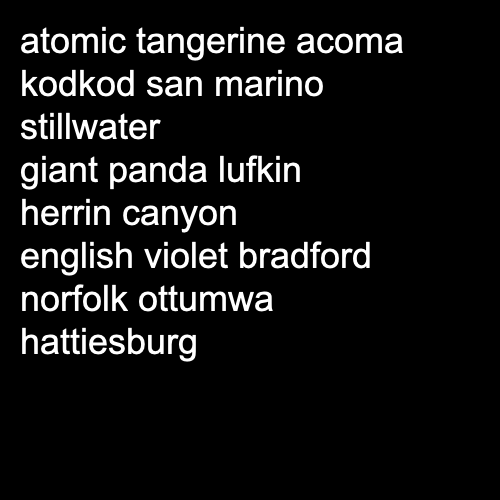 atomic tangerine acoma
kodkod san marino
stillwater
giant panda lufkin
herrin canyon
english violet bradford
norfolk ottumwa
hattiesburg